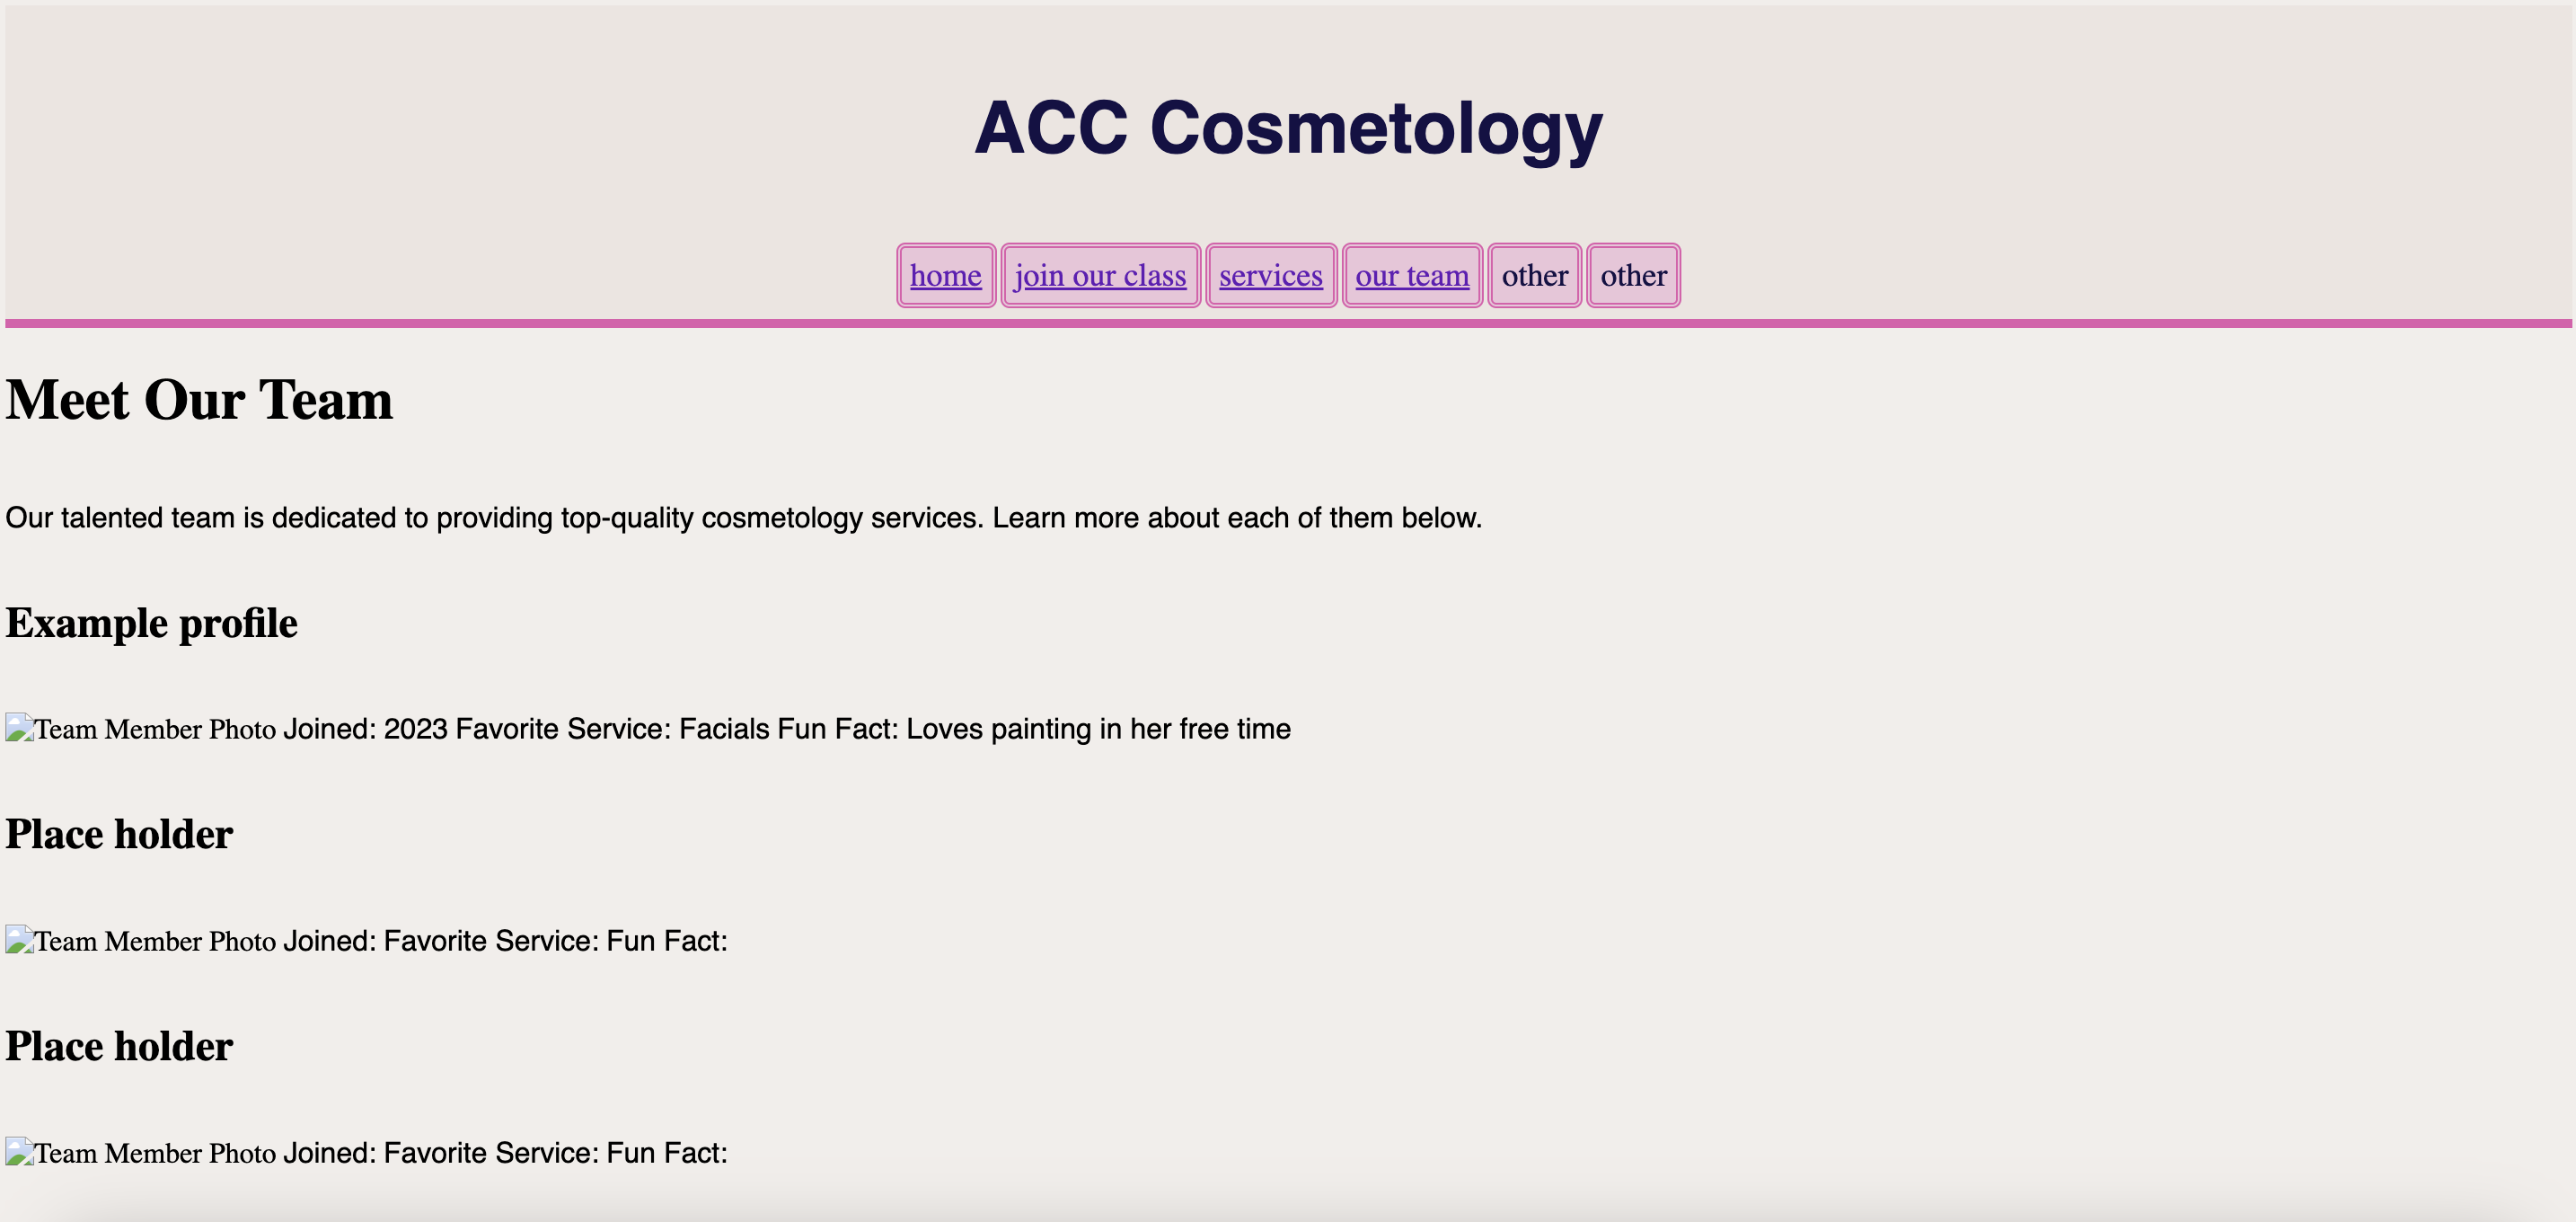 ACC Cosmetology
home join our class services our team other other
Meet Our Team
Our talented team is dedicated to providing top-quality cosmetology services. Learn more about each of them below.
Example profile
Team Member Photo Joined: 2023 Favorite Service: Facials Fun Fact: Loves painting in her free time
Place holder
Team Member Photo Joined: Favorite Service: Fun Fact:
Place holder
Team Member Photo Joined: Favorite Service: Fun Fact: